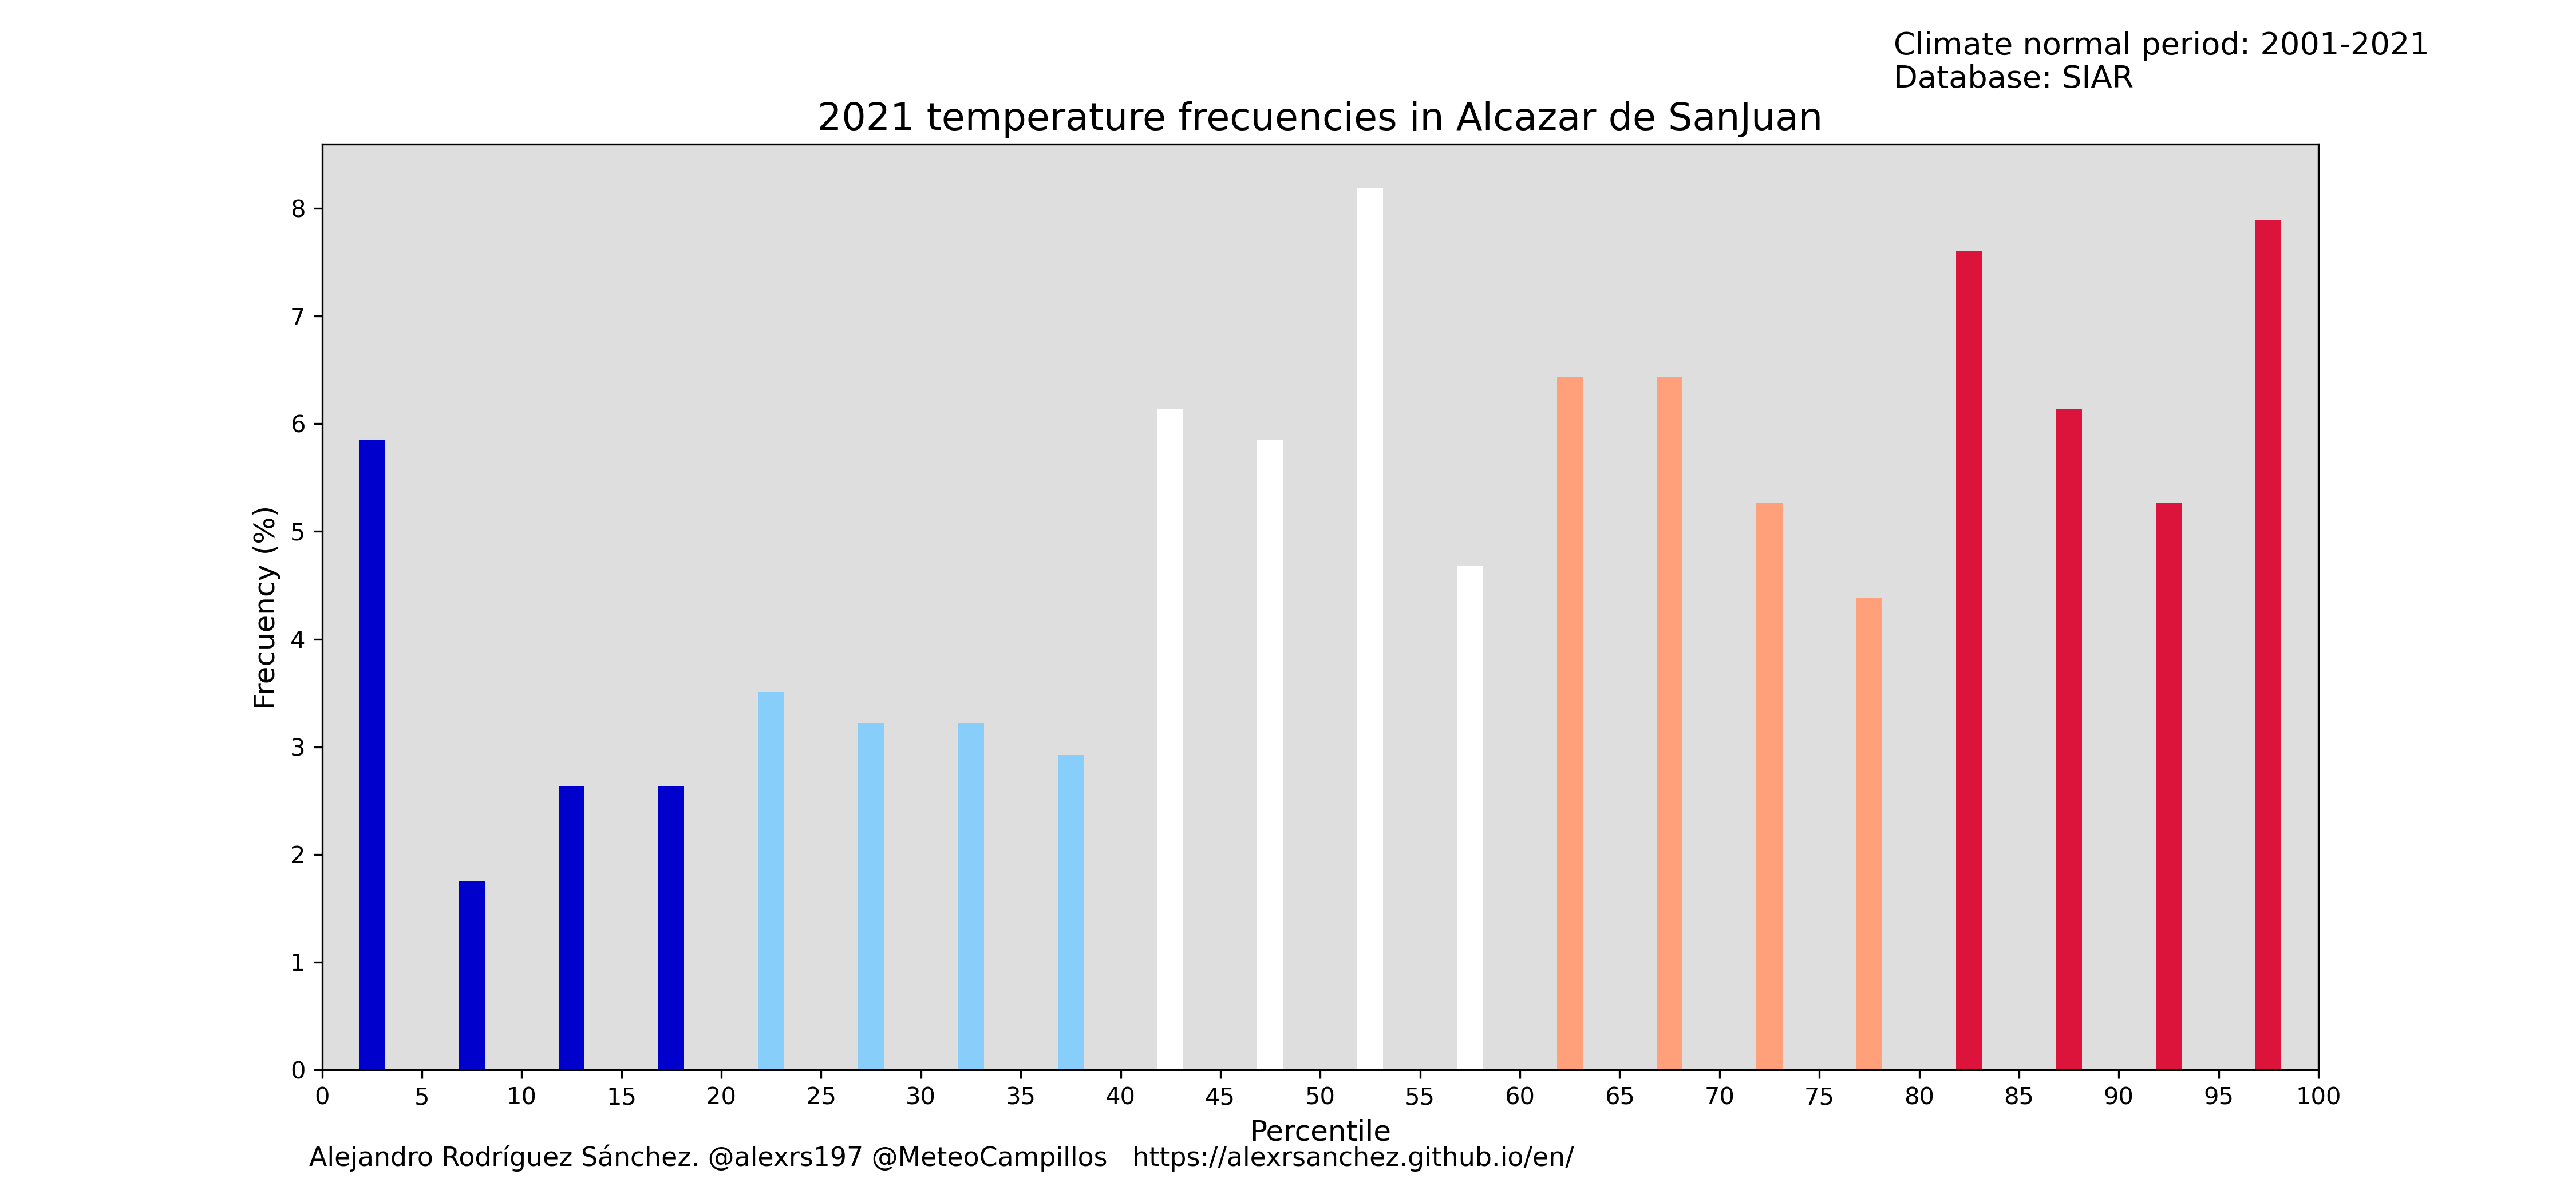 Climate normal period: 2001-2021
Database: SIAR
2021 temperature frecuencies in Alcazar de SanJuan
Frecuency (%)
8
7
6
5
4
3
2
1
0
0 5 10 15 20 25 30 35 40 45 50 55 60 65 70 75 80 85 90 95 100
Percentile
Alejandro Rodríguez Sánchez. @alexrs197 @MeteoCampillos https://alexrsanchez.github.io/en/